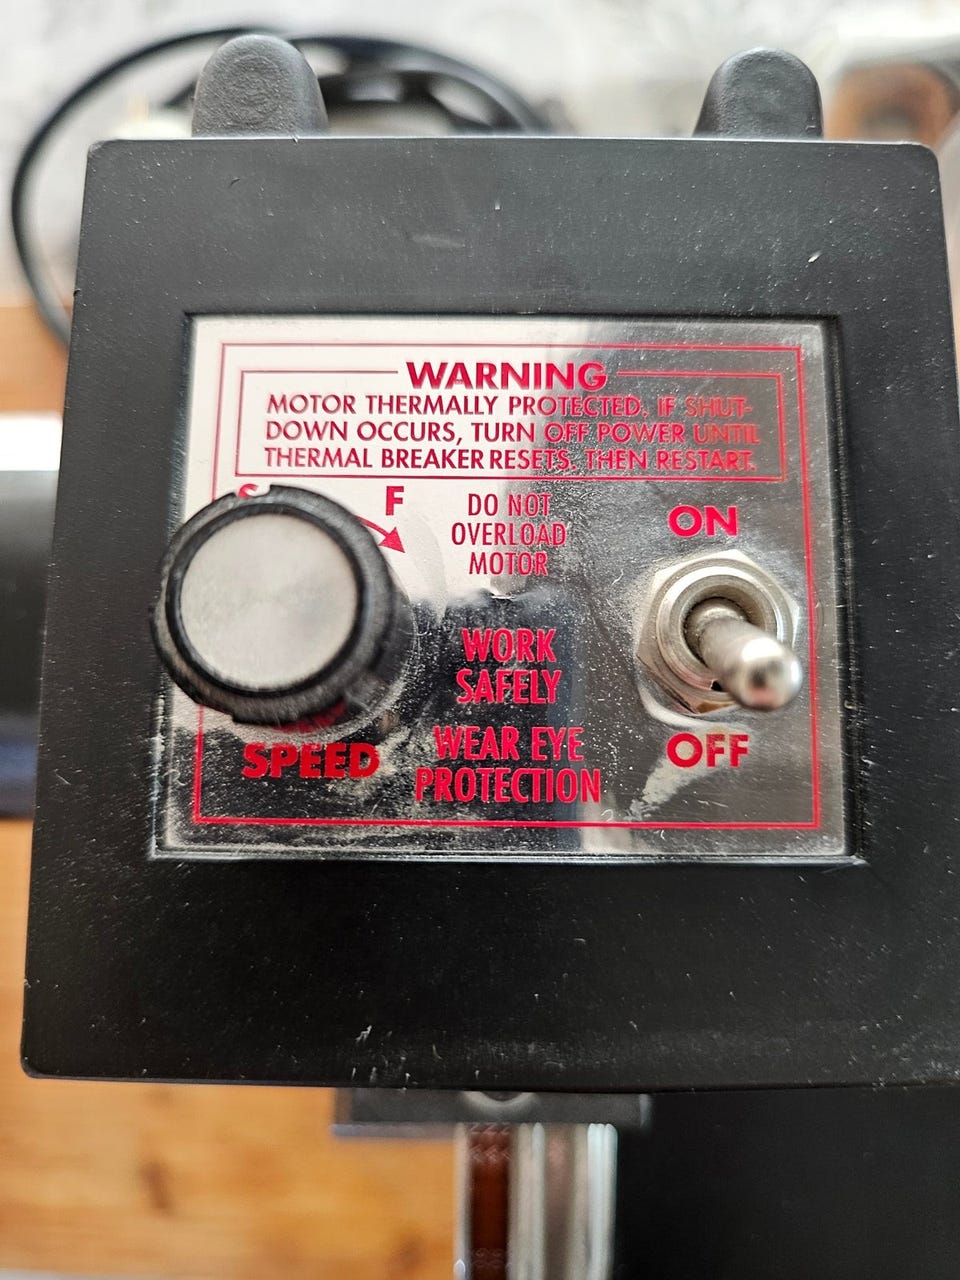 WARNING
MOTOR THERMALLY PROTECTED. IF SHUT-
DOWN OCCURS, TURN OFF POWER UNTIL
THERMAL BREAKER RESETS. THEN RESTART.
S F
DO NOT
OVERLOAD
MOTOR
ON
WORK
SAFELY
SPEED
WEAR EYE
PROTECTION
OFF